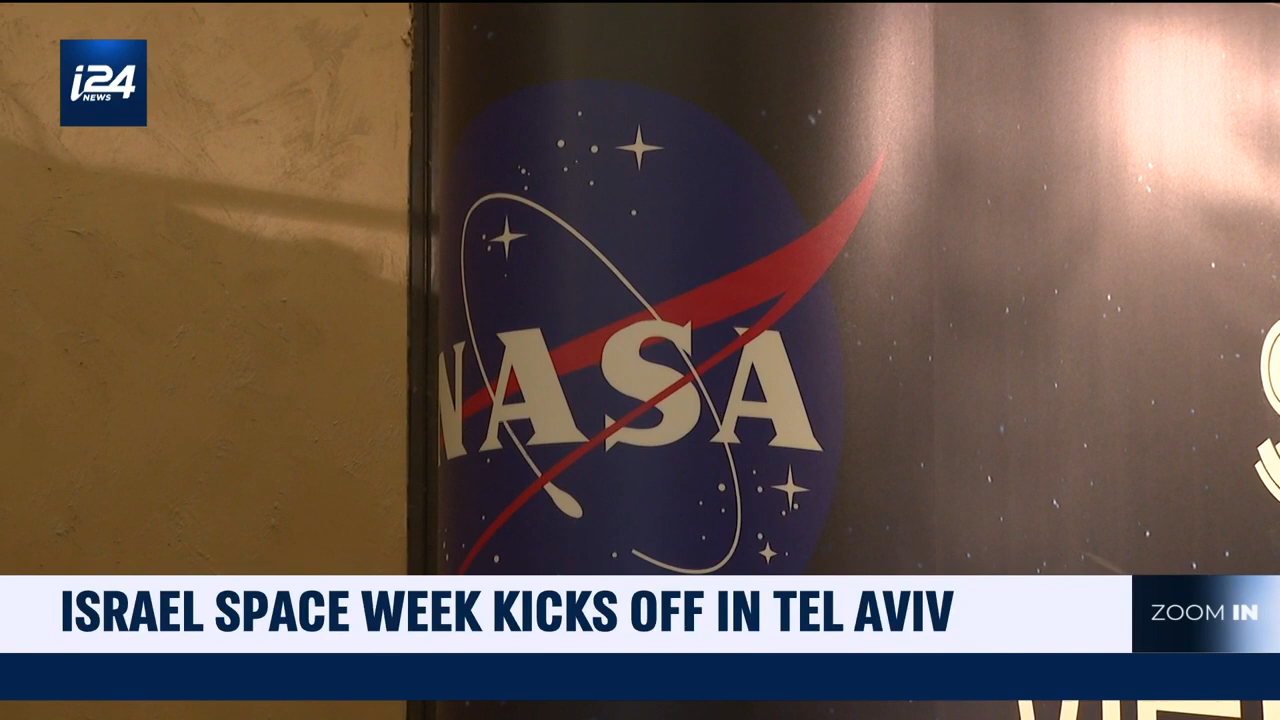 i24
NEWS
NASA
ISRAEL SPACE WEEK KICKS OFF IN TEL AVIV
ZOOM IN